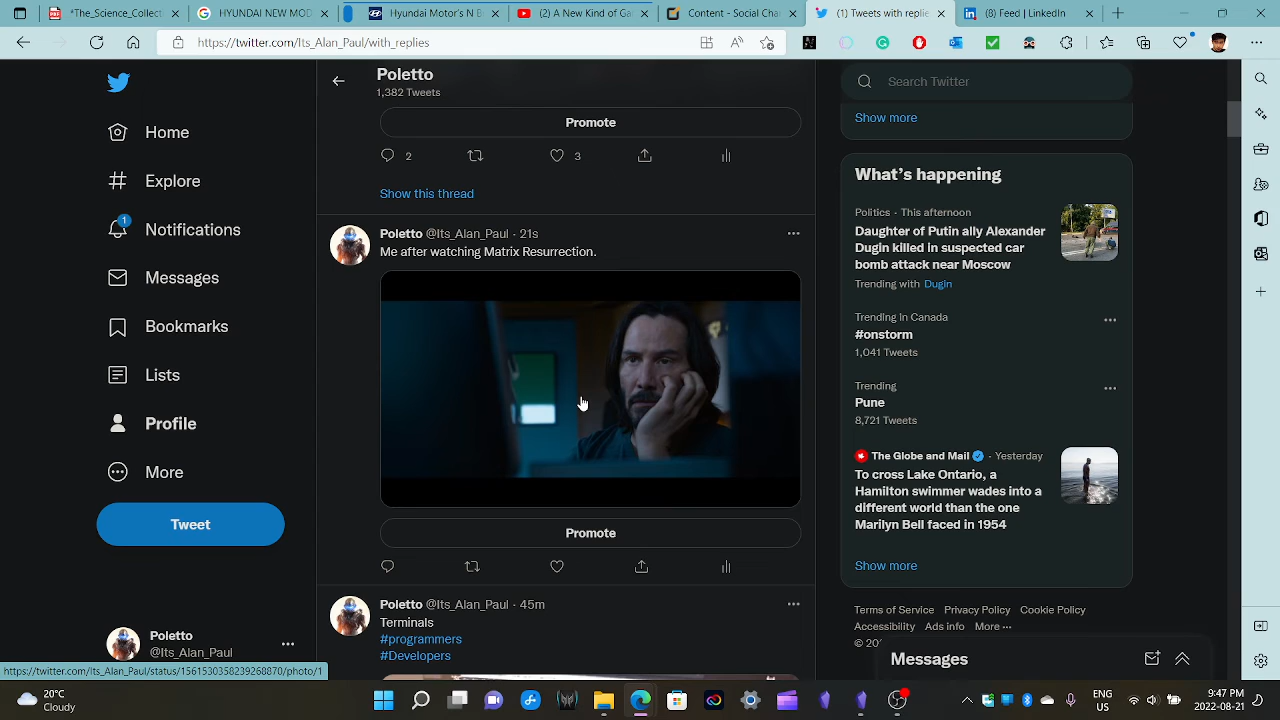 *The_Science_Collect
HYUNDAI NEW MOD
Hyundai Motor's N B
(2) A New Kind of Ga
Content - Social Cha
(1) Tweets with replie
(8) Feed | LinkedIn
https://twitter.com/Its_Alan_Paul/with_replies
Home
Explore
1
Notifications
Messages
Bookmarks
Lists
Profile
More
Tweet
Poletto
@Its_Alan_Paul
https://twitter.com/Its_Alan_Paul/status/1561530358239268870/photo/1
Poletto
1,382 Tweets
Promote
2
3
Show this thread
Poletto @Its_Alan_Paul · 21s
Me after watching Matrix Resurrection.
Promote
Poletto @Its_Alan_Paul · 45m
Terminals
#programmers
#Developers
Search Twitter
Show more
What's happening
Politics · This afternoon
Daughter of Putin ally Alexander
Dugin killed in suspected car
bomb attack near Moscow
Trending with Dugin
Trending in Canada
#onstorm
1,041 Tweets
Trending
Pune
8,721 Tweets
The Globe and Mail · Yesterday
To cross Lake Ontario, a
Hamilton swimmer wades into a
different world than the one
Marilyn Bell faced in 1954
Show more
Terms of Service Privacy Policy Cookie Policy
Accessibility Ads info More ···
Messages
20°C
Cloudy
ENG
US
9:47 PM
2022-08-21